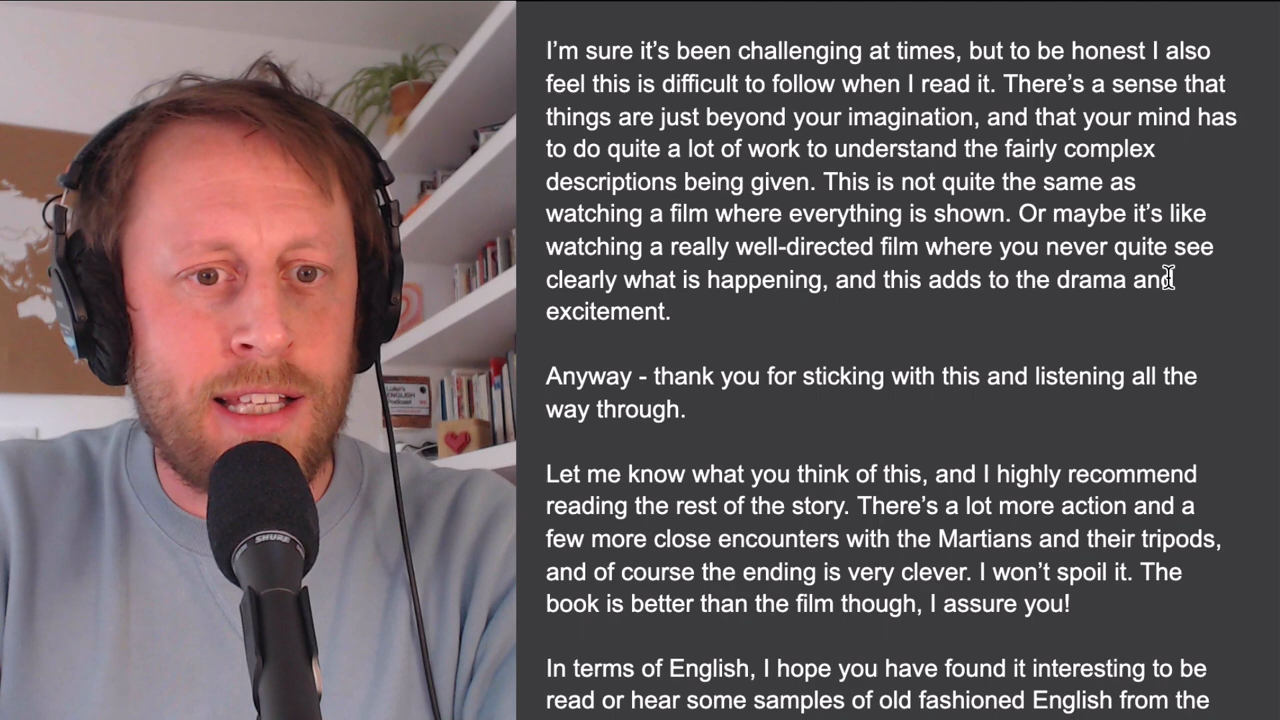 I’m sure it’s been challenging at times, but to be honest I also
feel this is difficult to follow when I read it. There’s a sense that
things are just beyond your imagination, and that your mind has
to do quite a lot of work to understand the fairly complex
descriptions being given. This is not quite the same as
watching a film where everything is shown. Or maybe it’s like
watching a really well-directed film where you never quite see
clearly what is happening, and this adds to the drama and
excitement.
Anyway - thank you for sticking with this and listening all the
way through.
Let me know what you think of this, and I highly recommend
reading the rest of the story. There’s a lot more action and a
few more close encounters with the Martians and their tripods,
and of course the ending is very clever. I won’t spoil it. The
book is better than the film though, I assure you!
In terms of English, I hope you have found it interesting to be
read or hear some samples of old fashioned English from the
Luke's
ENGLISH
Podcast
SHURE